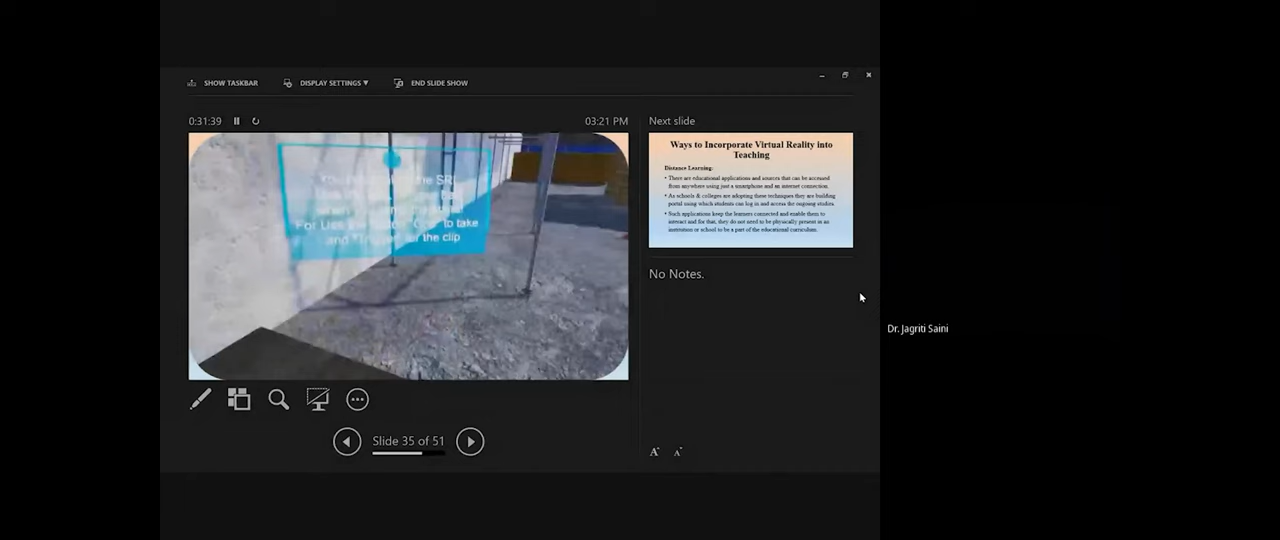 SHOW TASKBAR
DISPLAY SETTINGS ▼
END SLIDE SHOW
0:31:39
03:21 PM
the SRL
For
to take
and
the clip
Next slide
Ways to Incorporate Virtual Reality into
Teaching
Distance Learning:
• There are educational applications and sources that can be accessed
from anywhere using just a smartphone and an internet connection.
• As schools & colleges are adopting these techniques they are building
portal using which students can log in and access the ongoing studies.
• Such applications keep the learners connected and enable them to
interact and for that, they do not need to be physically present in an
institution or school to be a part of the educational curriculum.
No Notes.
Dr. Jagriti Saini
Slide 35 of 51
A A